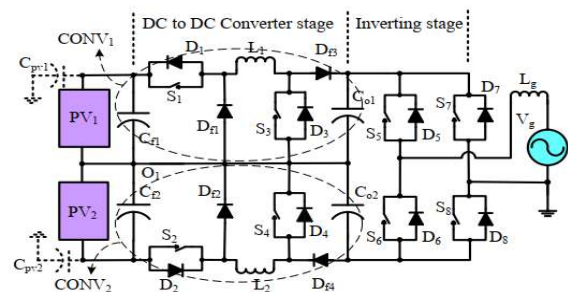 DC to DC Converter stage Inverting stage
CONV1
D1 L1 Df3
Cpv1
S1
PV1 Cf1 Df1 S3 D3 Co1 S5 D5 S7 D7 Lg
Vg
O1
PV2 Cf2 Df2 S4 D4 Co2 S6 D6 S8 D8
S2
Cpv2
D2 L2 Df4
CONV2